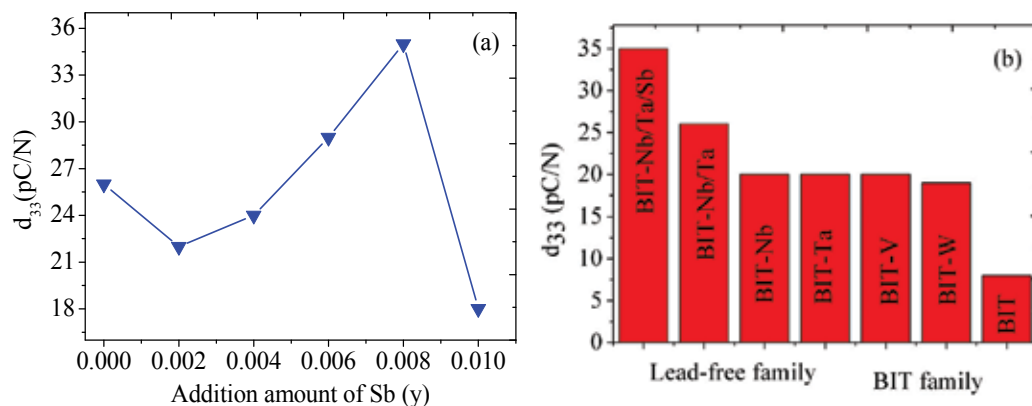 (a)
36
33
30
27
24
21
18
d33(pC/N)
0.000 0.002 0.004 0.006 0.008 0.010
Addition amount of Sb (y)
(b)
35
30
25
20
15
10
5
0
d33 (pC/N)
BIT-Nb/Ta/Sb
BIT-Nb/Ta
BIT-Nb
BIT-Ta
BIT-V
BIT-W
BIT
Lead-free family BIT family